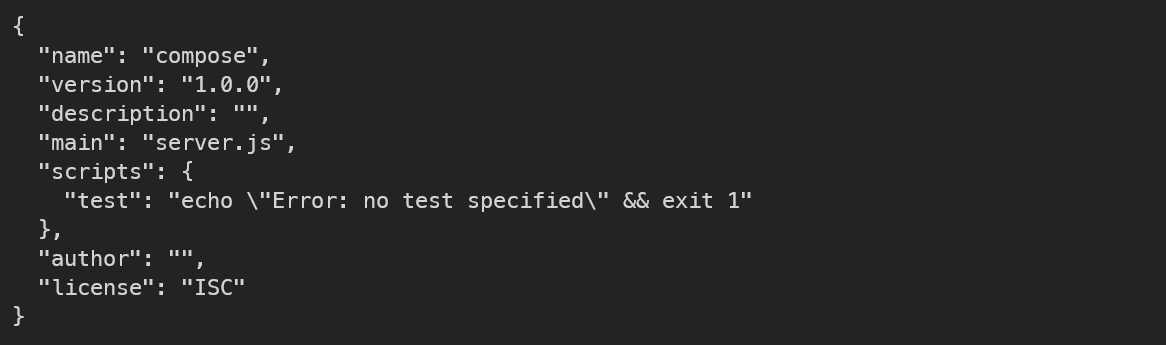 {
  "name": "compose",
  "version": "1.0.0",
  "description": "",
  "main": "server.js",
  "scripts": {
    "test": "echo \"Error: no test specified\" && exit 1"
  },
  "author": "",
  "license": "ISC"
}